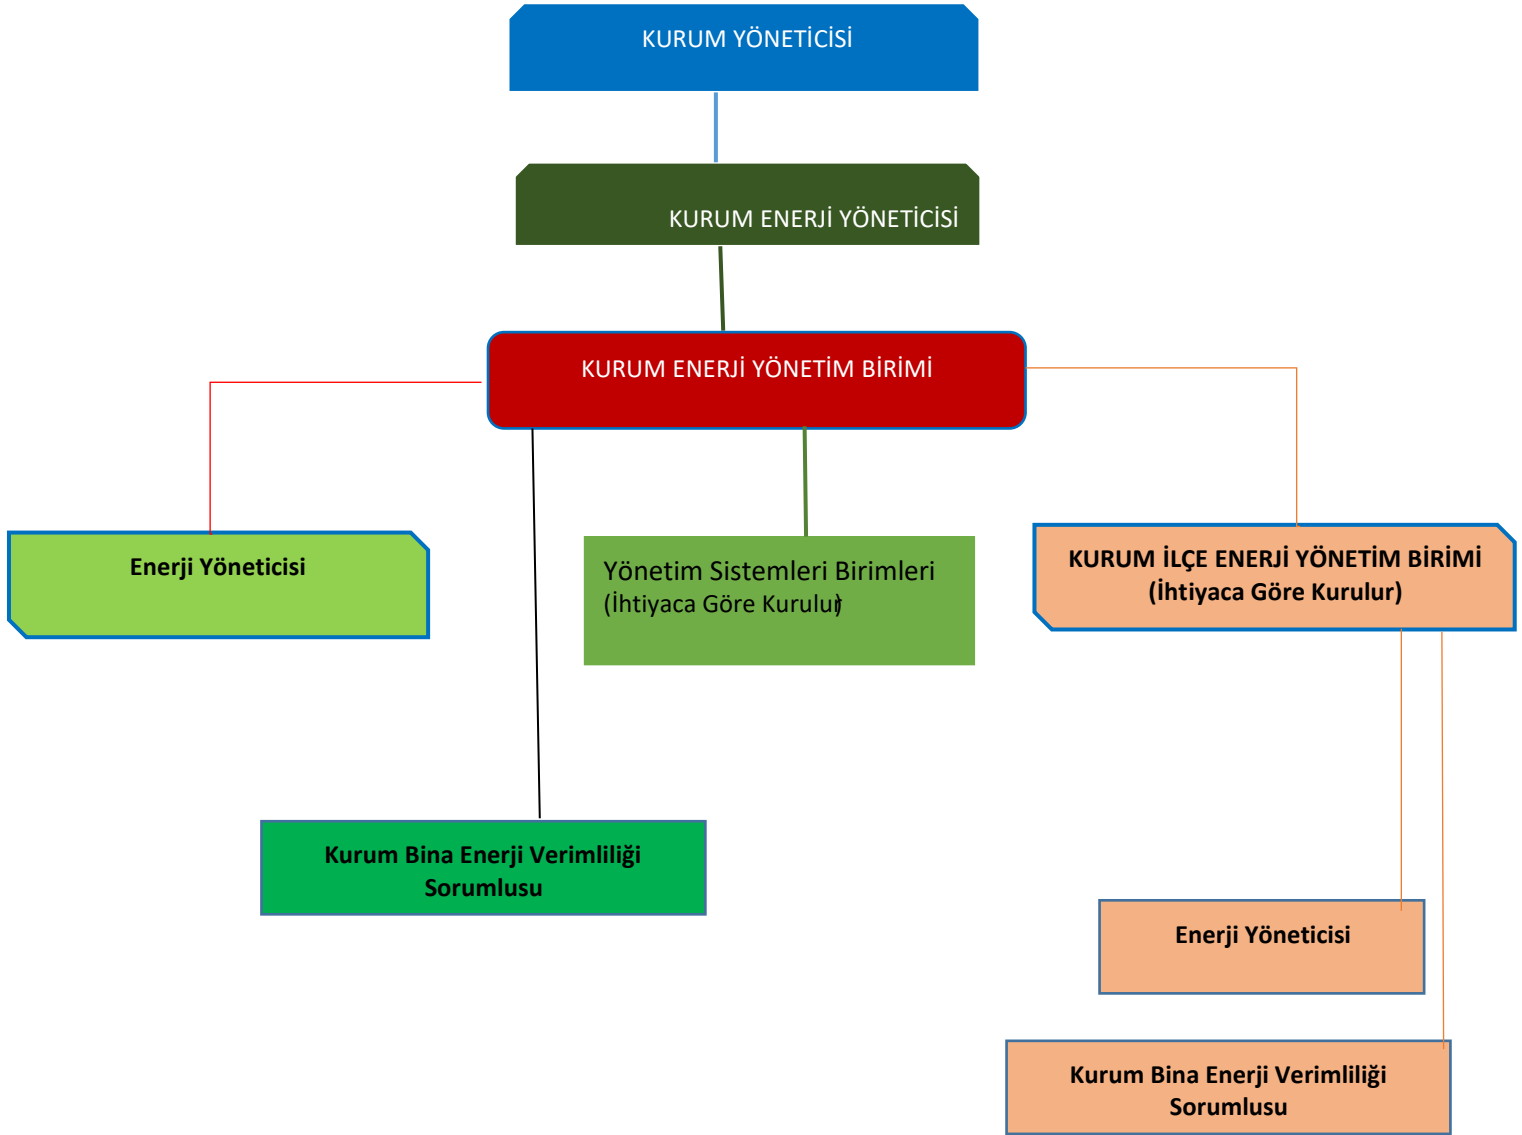 KURUM YÖNETİCİSİ
KURUM ENERJİ YÖNETİCİSİ
KURUM ENERJİ YÖNETİM BİRİMİ
Enerji Yöneticisi
Yönetim Sistemleri Birimleri
(İhtiyaca Göre Kurulur)
KURUM İLÇE ENERJİ YÖNETİM BİRİMİ
(İhtiyaca Göre Kurulur)
Kurum Bina Enerji Verimliliği
Sorumlusu
Enerji Yöneticisi
Kurum Bina Enerji Verimliliği
Sorumlusu